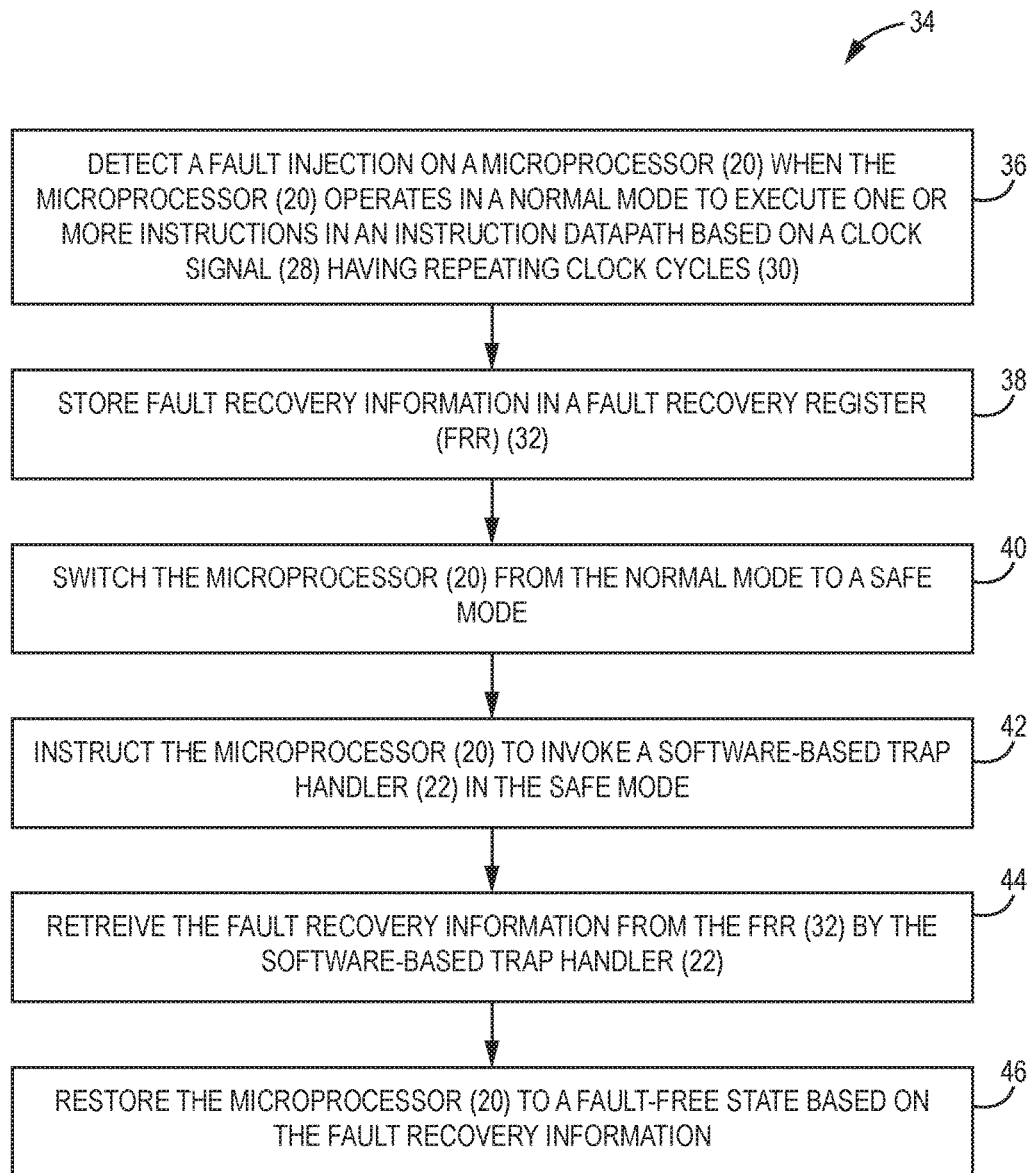 34
DETECT A FAULT INJECTION ON A MICROPROCESSOR (20) WHEN THE
MICROPROCESSOR (20) OPERATES IN A NORMAL MODE TO EXECUTE ONE OR
MORE INSTRUCTIONS IN AN INSTRUCTION DATAPATH BASED ON A CLOCK
SIGNAL (28) HAVING REPEATING CLOCK CYCLES (30)
36
STORE FAULT RECOVERY INFORMATION IN A FAULT RECOVERY REGISTER
(FRR) (32)
38
SWITCH THE MICROPROCESSOR (20) FROM THE NORMAL MODE TO A SAFE
MODE
40
INSTRUCT THE MICROPROCESSOR (20) TO INVOKE A SOFTWARE-BASED TRAP
HANDLER (22) IN THE SAFE MODE
42
RETREIVE THE FAULT RECOVERY INFORMATION FROM THE FRR (32) BY THE
SOFTWARE-BASED TRAP HANDLER (22)
44
RESTORE THE MICROPROCESSOR (20) TO A FAULT-FREE STATE BASED ON
THE FAULT RECOVERY INFORMATION
46